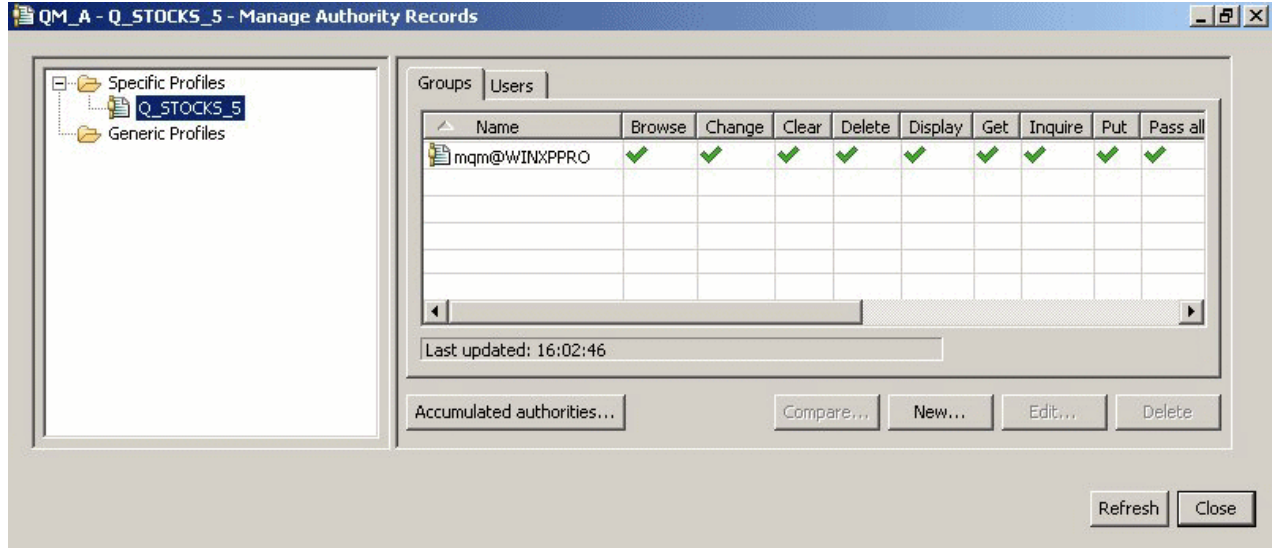 QM_A - Q_STOCKS_5 - Manage Authority Records
Specific Profiles
Q_STOCKS_5
Generic Profiles
Groups Users
Name Browse Change Clear Delete Display Get Inquire Put Pass all
mqm@WINXPPRO
Last updated: 16:02:46
Accumulated authorities... Compare... New... Edit... Delete
Refresh Close